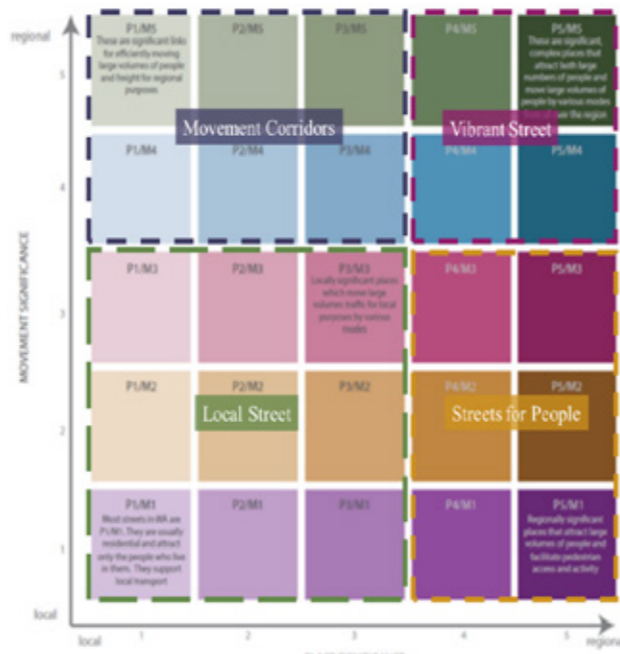 regional
P1/M5
These are significant links
for efficiently moving
large volumes of people
and freight for regional
purposes
P2/M5
P3/M5
P4/M5
P5/M5
These are significant,
complex places that
attract both large
numbers of people and
move large volumes of
people by various modes
over the region
5
Movement Corridors
Vibrant Street
P1/M4
P2/M4
P3/M4
P4/M4
P5/M4
4
MOVEMENT SIGNIFICANCE
P1/M3
P2/M3
P3/M3
Locally significant places
which move large
volumes traffic for local
purposes by various
modes
P4/M3
P5/M3
3
P1/M2
P2/M2
P3/M2
P4/M2
P5/M2
Local Street
Streets for People
2
P1/M1
Most streets in WA are
P1/M1. They are usually
residential and attract
only the people who live
in them. They support
local transport
P2/M1
P3/M1
P4/M1
P5/M1
Regionally significant
places that attract large
volumes of people and
facilitate pedestrian
access and activity
1
local
local
1
2
3
4
5
regiona